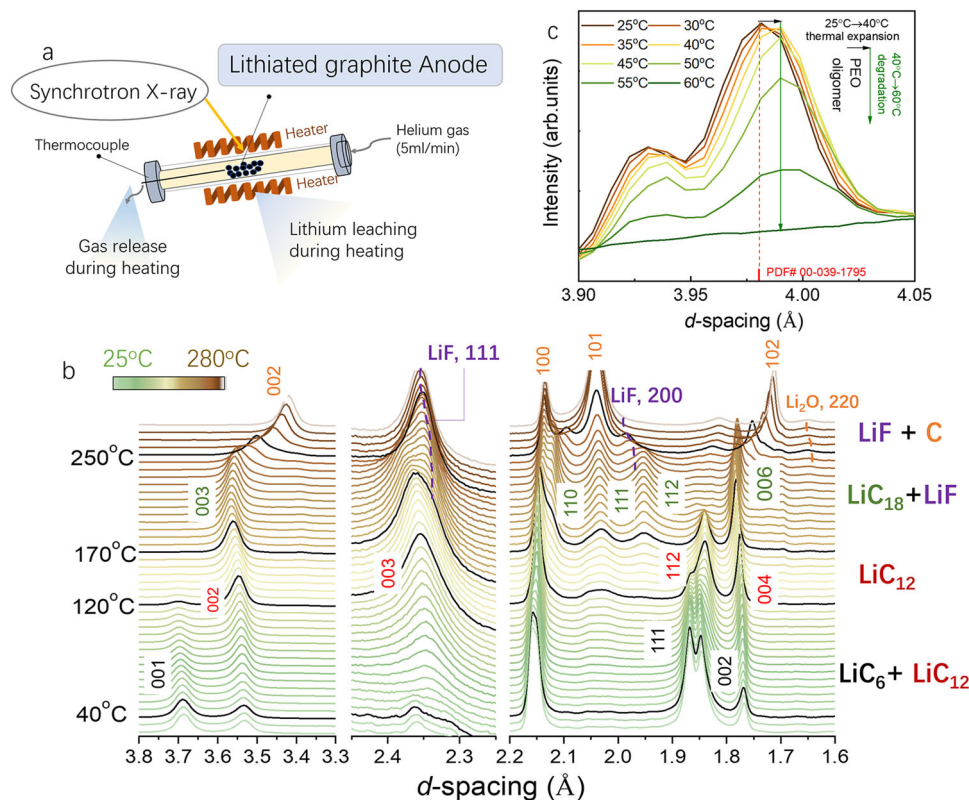 a
Lithiated graphite Anode
Synchrotron X-ray
Heater
Thermocouple
Helium gas
(5ml/min)
Heater
Gas release
during heating
Lithium leaching
during heating
c
25°C
30°C
35°C
40°C
45°C
50°C
55°C
60°C
25°C→40°C
thermal expansion
PEO
oligomer
40°C→60°C
degradation
Intensity (arb.units)
PDF# 00-039-1795
3.90
3.95
4.00
4.05
d-spacing (Å)
b
25°C
280°C
002
LiF, 111
100
101
LiF, 200
102
Li₂O, 220
LiF + C
250°C
003
110
111
112
006
LiC₁₈+LiF
170°C
002
003
112
004
LiC₁₂
120°C
001
111
002
LiC₆+ LiC₁₂
40°C
3.8 3.7 3.6 3.5 3.4 3.3
2.4 2.3
2.2 2.1 2.0 1.9 1.8 1.7 1.6
d-spacing (Å)